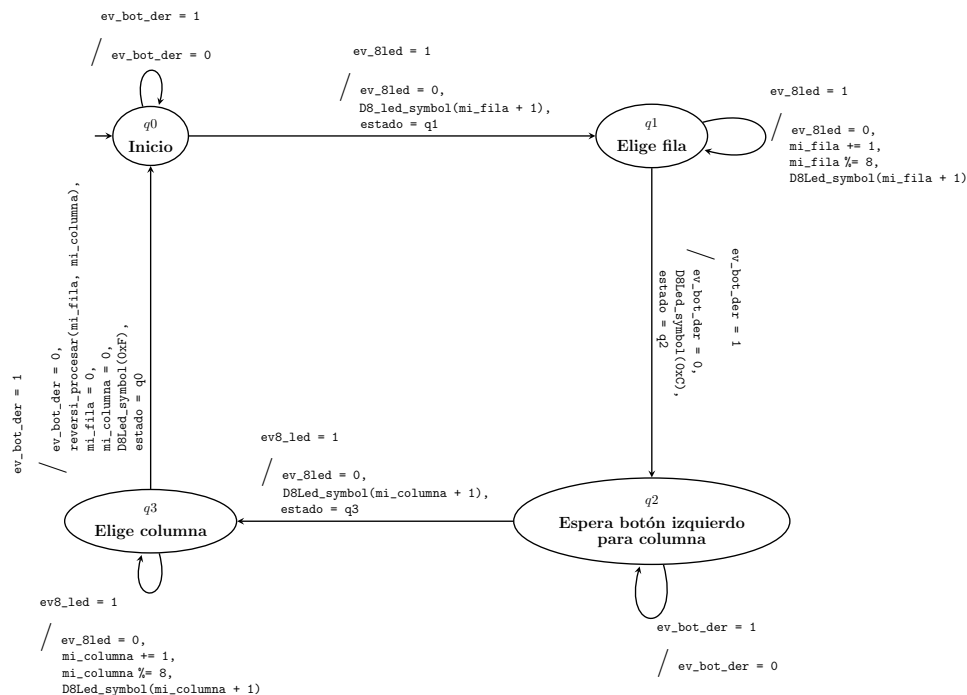 ev_bot_der = 1
ev_bot_der = 0
q0
Inicio
ev_8led = 1
ev_8led = 0,
D8_led_symbol(mi_fila + 1),
estado = q1
q1
Elige fila
ev_8led = 1
ev_8led = 0,
mi_fila += 1,
mi_fila %= 8,
D8Led_symbol(mi_fila + 1)
ev_bot_der = 1
ev_bot_der = 0,
D8Led_symbol(0xC),
estado = q2
q2
Espera botón izquierdo
para columna
ev_bot_der = 1
ev_bot_der = 0
ev8_led = 1
ev_8led = 0,
D8Led_symbol(mi_columna + 1),
estado = q3
q3
Elige columna
ev8_led = 1
ev_8led = 0,
mi_columna += 1,
mi_columna %= 8,
D8Led_symbol(mi_columna + 1)
ev_bot_der = 1
ev_bot_der = 0,
reversi_procesar(mi_fila, mi_columna),
mi_fila = 0,
mi_columna = 0,
D8Led_symbol(0xF),
estado = q0